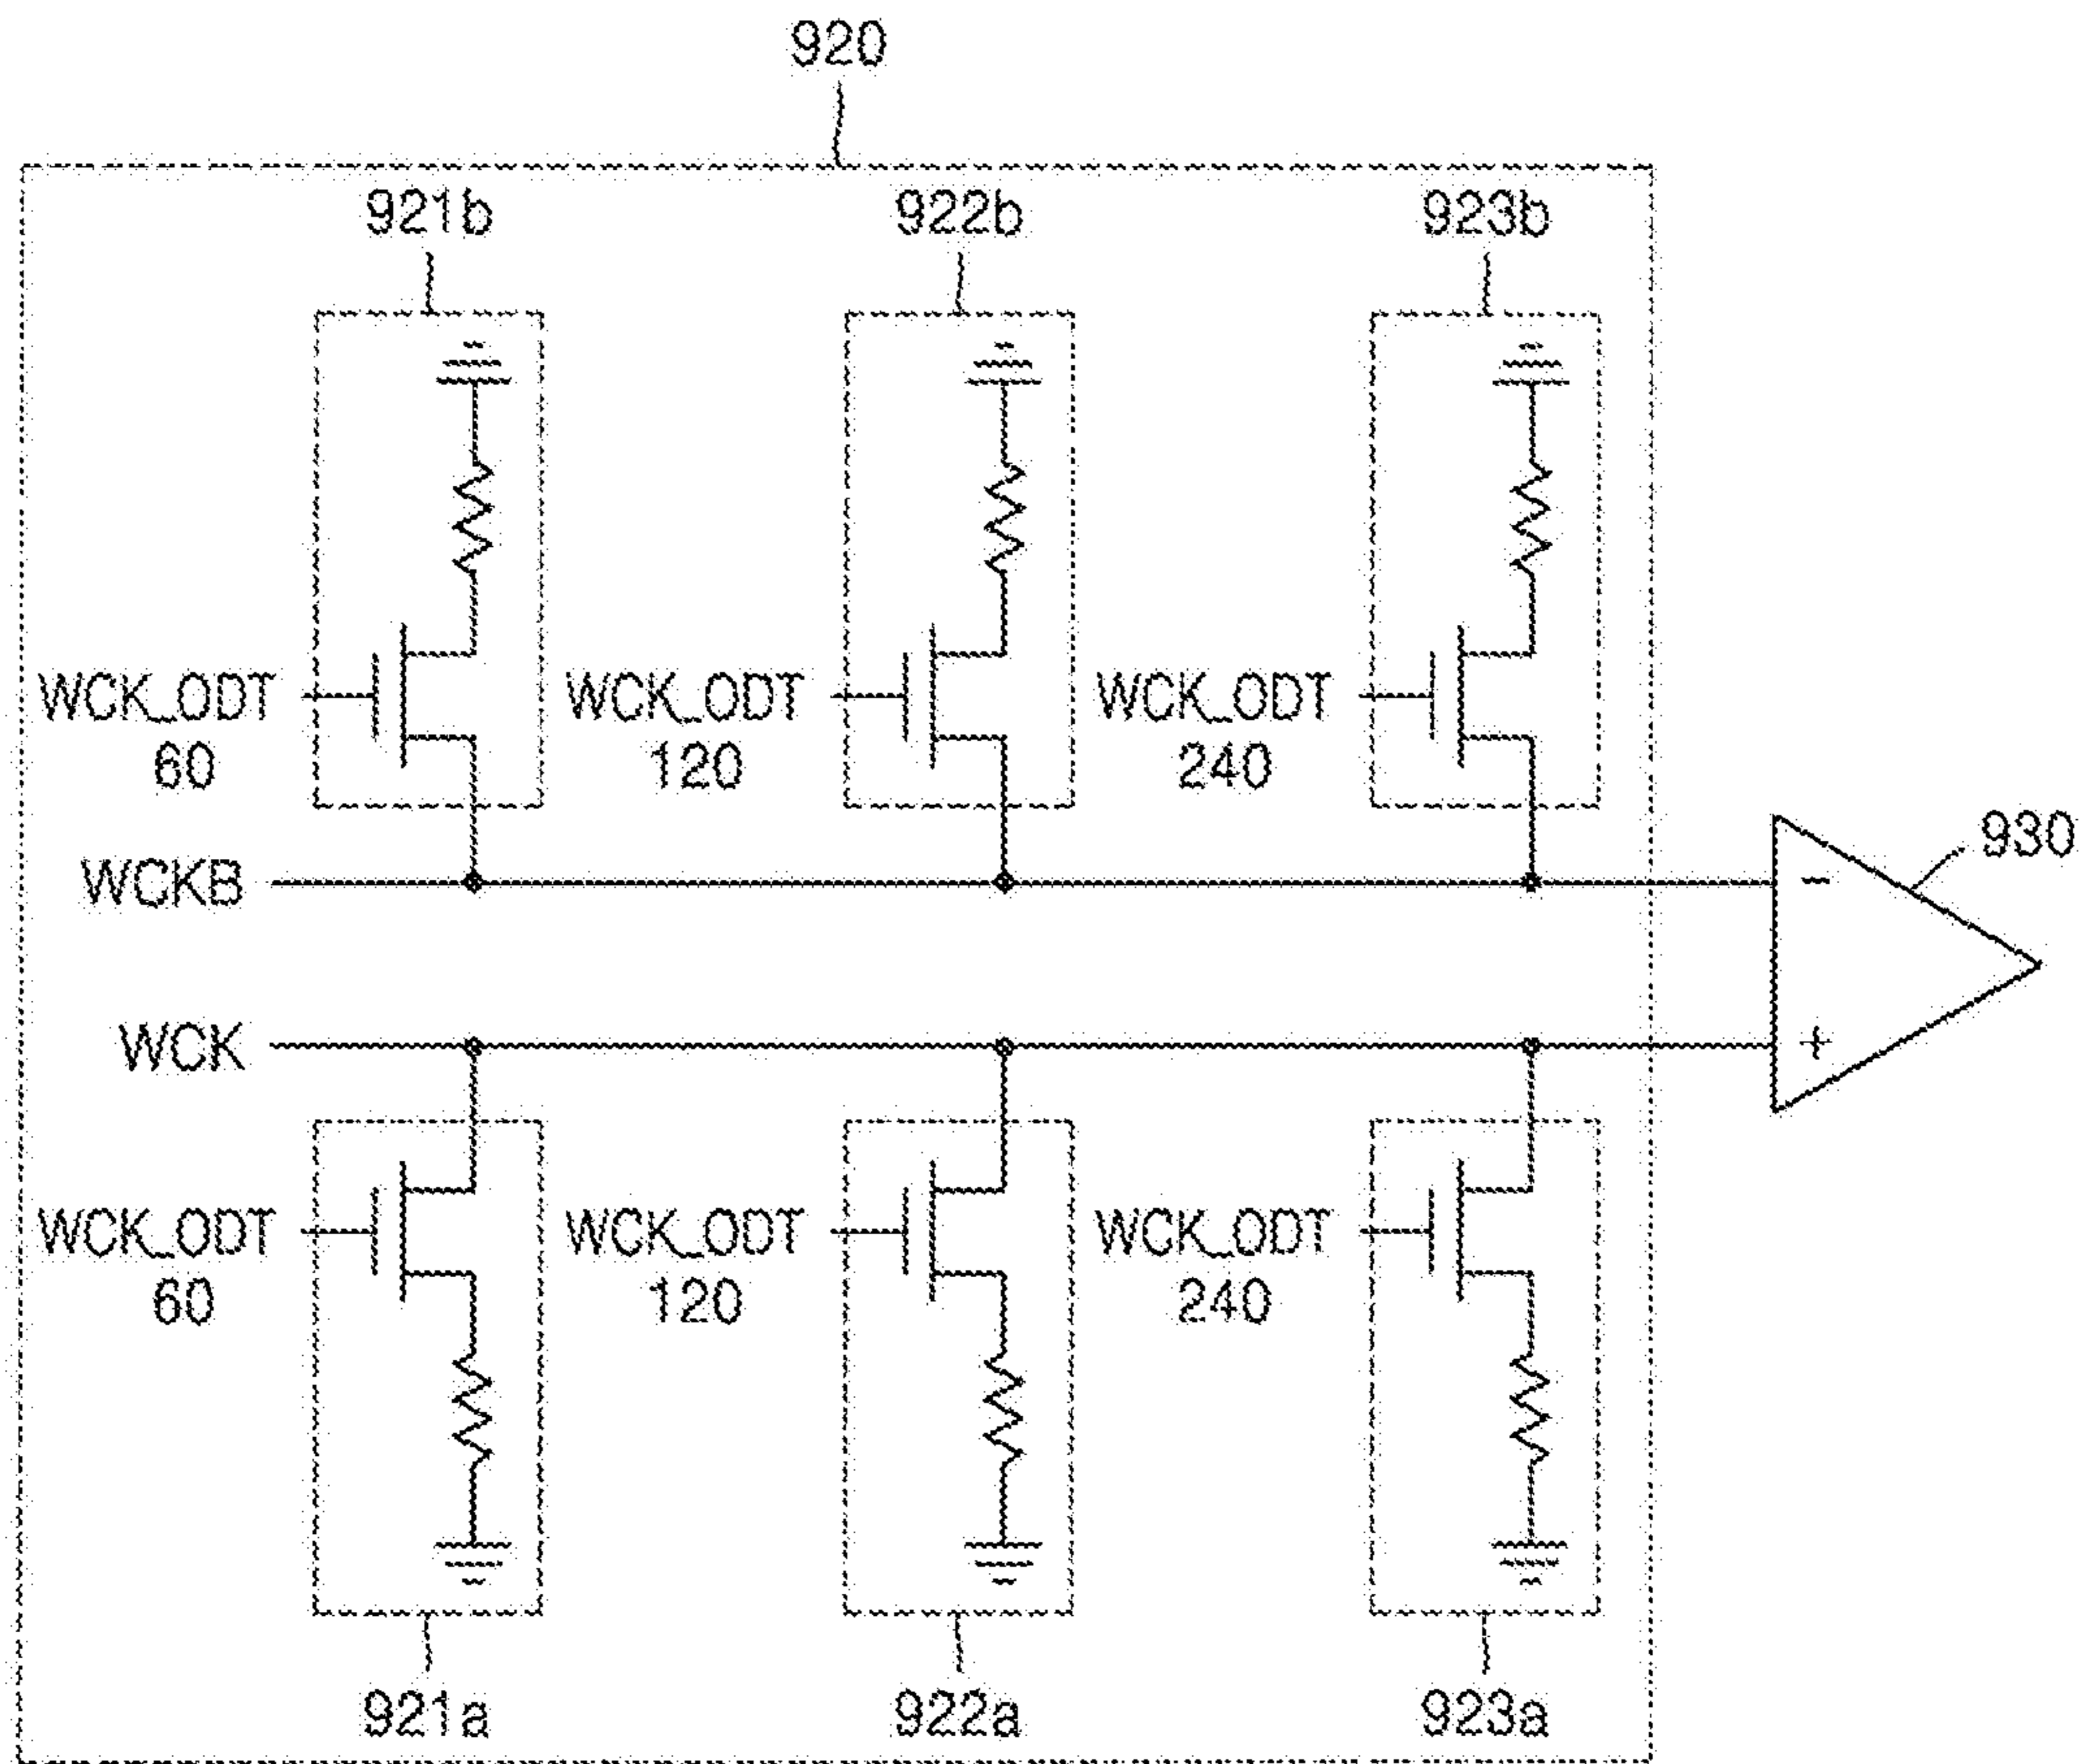 920
921b 922b 923b
WCK_ODT 60 WCK_ODT 120 WCK_ODT 240
WCKB
-
930
WCK
+
WCK_ODT 60 WCK_ODT 120 WCK_ODT 240
921a 922a 923a